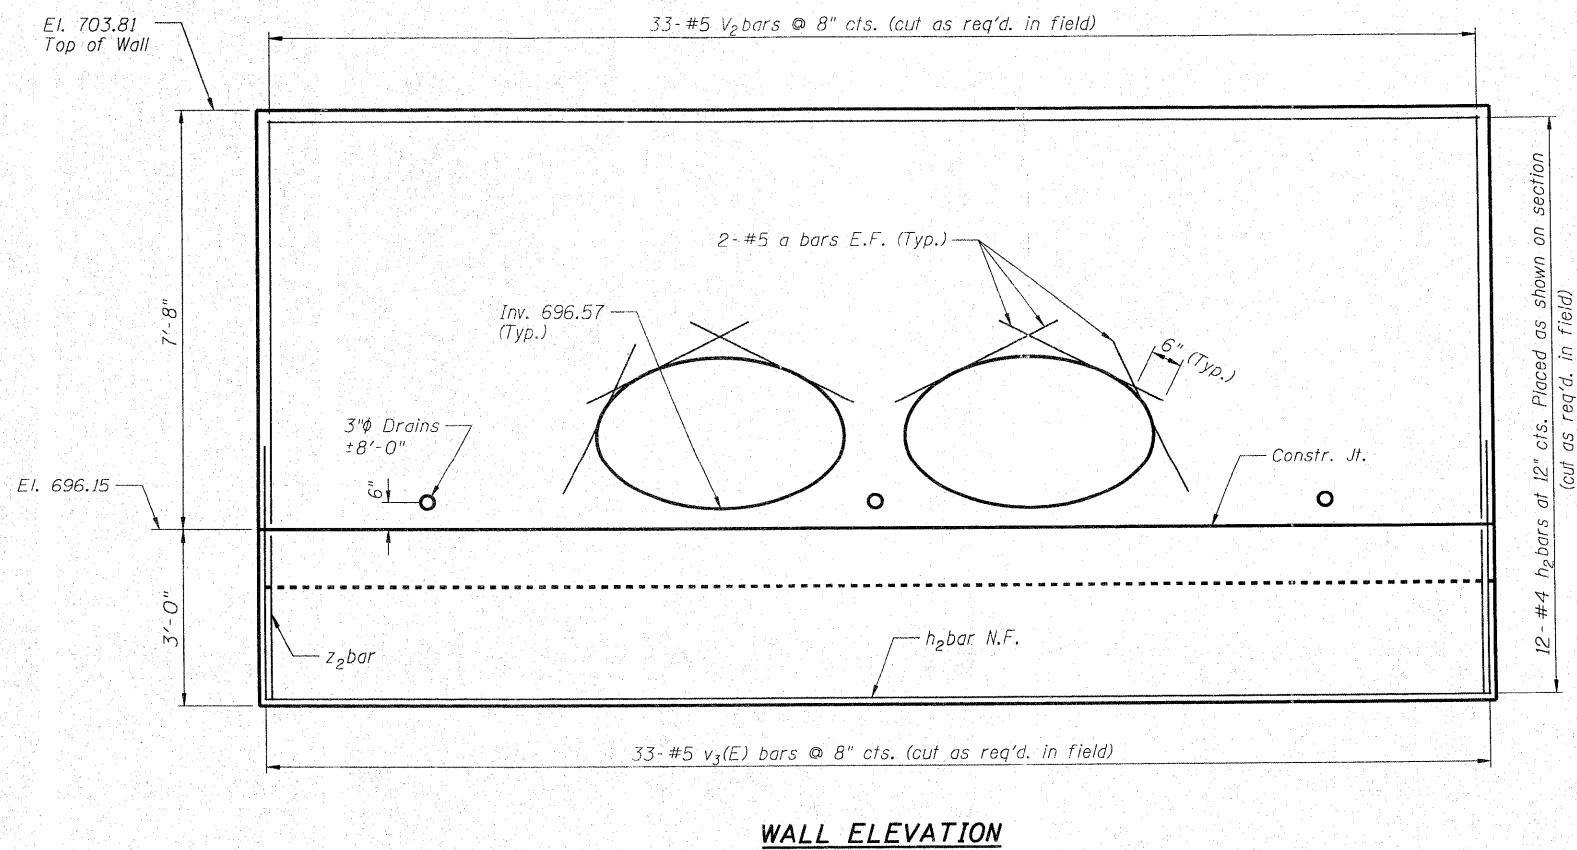 El. 703.81
Top of Wall
33-#5 V2 bars @ 8" cts. (cut as req'd. in field)
2-#5 a bars E.F. (Typ.)
Inv. 696.57
(Typ.)
6" (Typ.)
7'-8"
3"Φ Drains
±8'-0"
6"
Constr. Jt.
El. 696.15
12-#4 h2 bars at 12" cts. Placed as shown on section
(cut as req'd. in field)
3'-0"
z2 bar
h2 bar N.F.
33-#5 v3(E) bars @ 8" cts. (cut as req'd. in field)
WALL ELEVATION